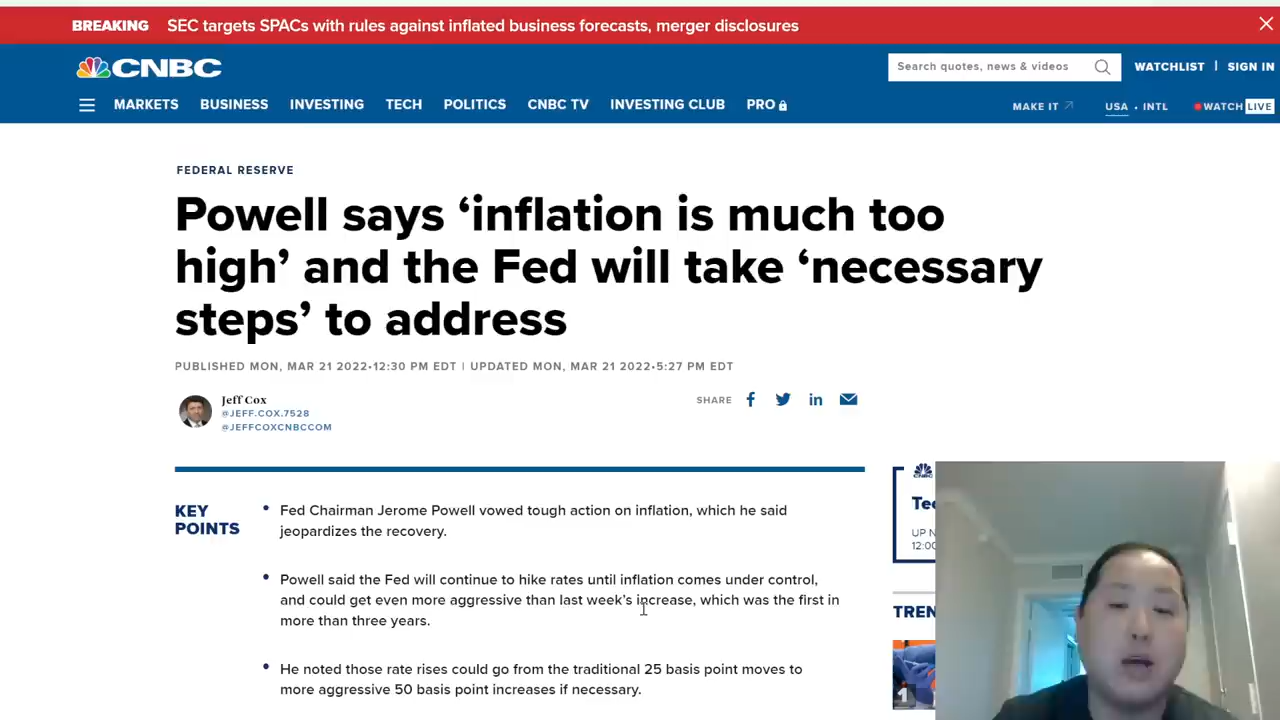 BREAKING SEC targets SPACs with rules against inflated business forecasts, merger disclosures
CNBC
Search quotes, news & videos
WATCHLIST | SIGN IN
MARKETS BUSINESS INVESTING TECH POLITICS CNBC TV INVESTING CLUB PRO
MAKE IT USA • INTL WATCH LIVE
FEDERAL RESERVE
Powell says ‘inflation is much too
high’ and the Fed will take ‘necessary
steps’ to address
PUBLISHED MON, MAR 21 2022•12:30 PM EDT | UPDATED MON, MAR 21 2022•5:27 PM EDT
Jeff Cox
@JEFF.COX.7528
@JEFFCOXCNBCCOM
SHARE
KEY
POINTS
• Fed Chairman Jerome Powell vowed tough action on inflation, which he said
jeopardizes the recovery.
• Powell said the Fed will continue to hike rates until inflation comes under control,
and could get even more aggressive than last week’s increase, which was the first in
more than three years.
• He noted those rate rises could go from the traditional 25 basis point moves to
more aggressive 50 basis point increases if necessary.
CNBC
UP N
12:00
TREN
1